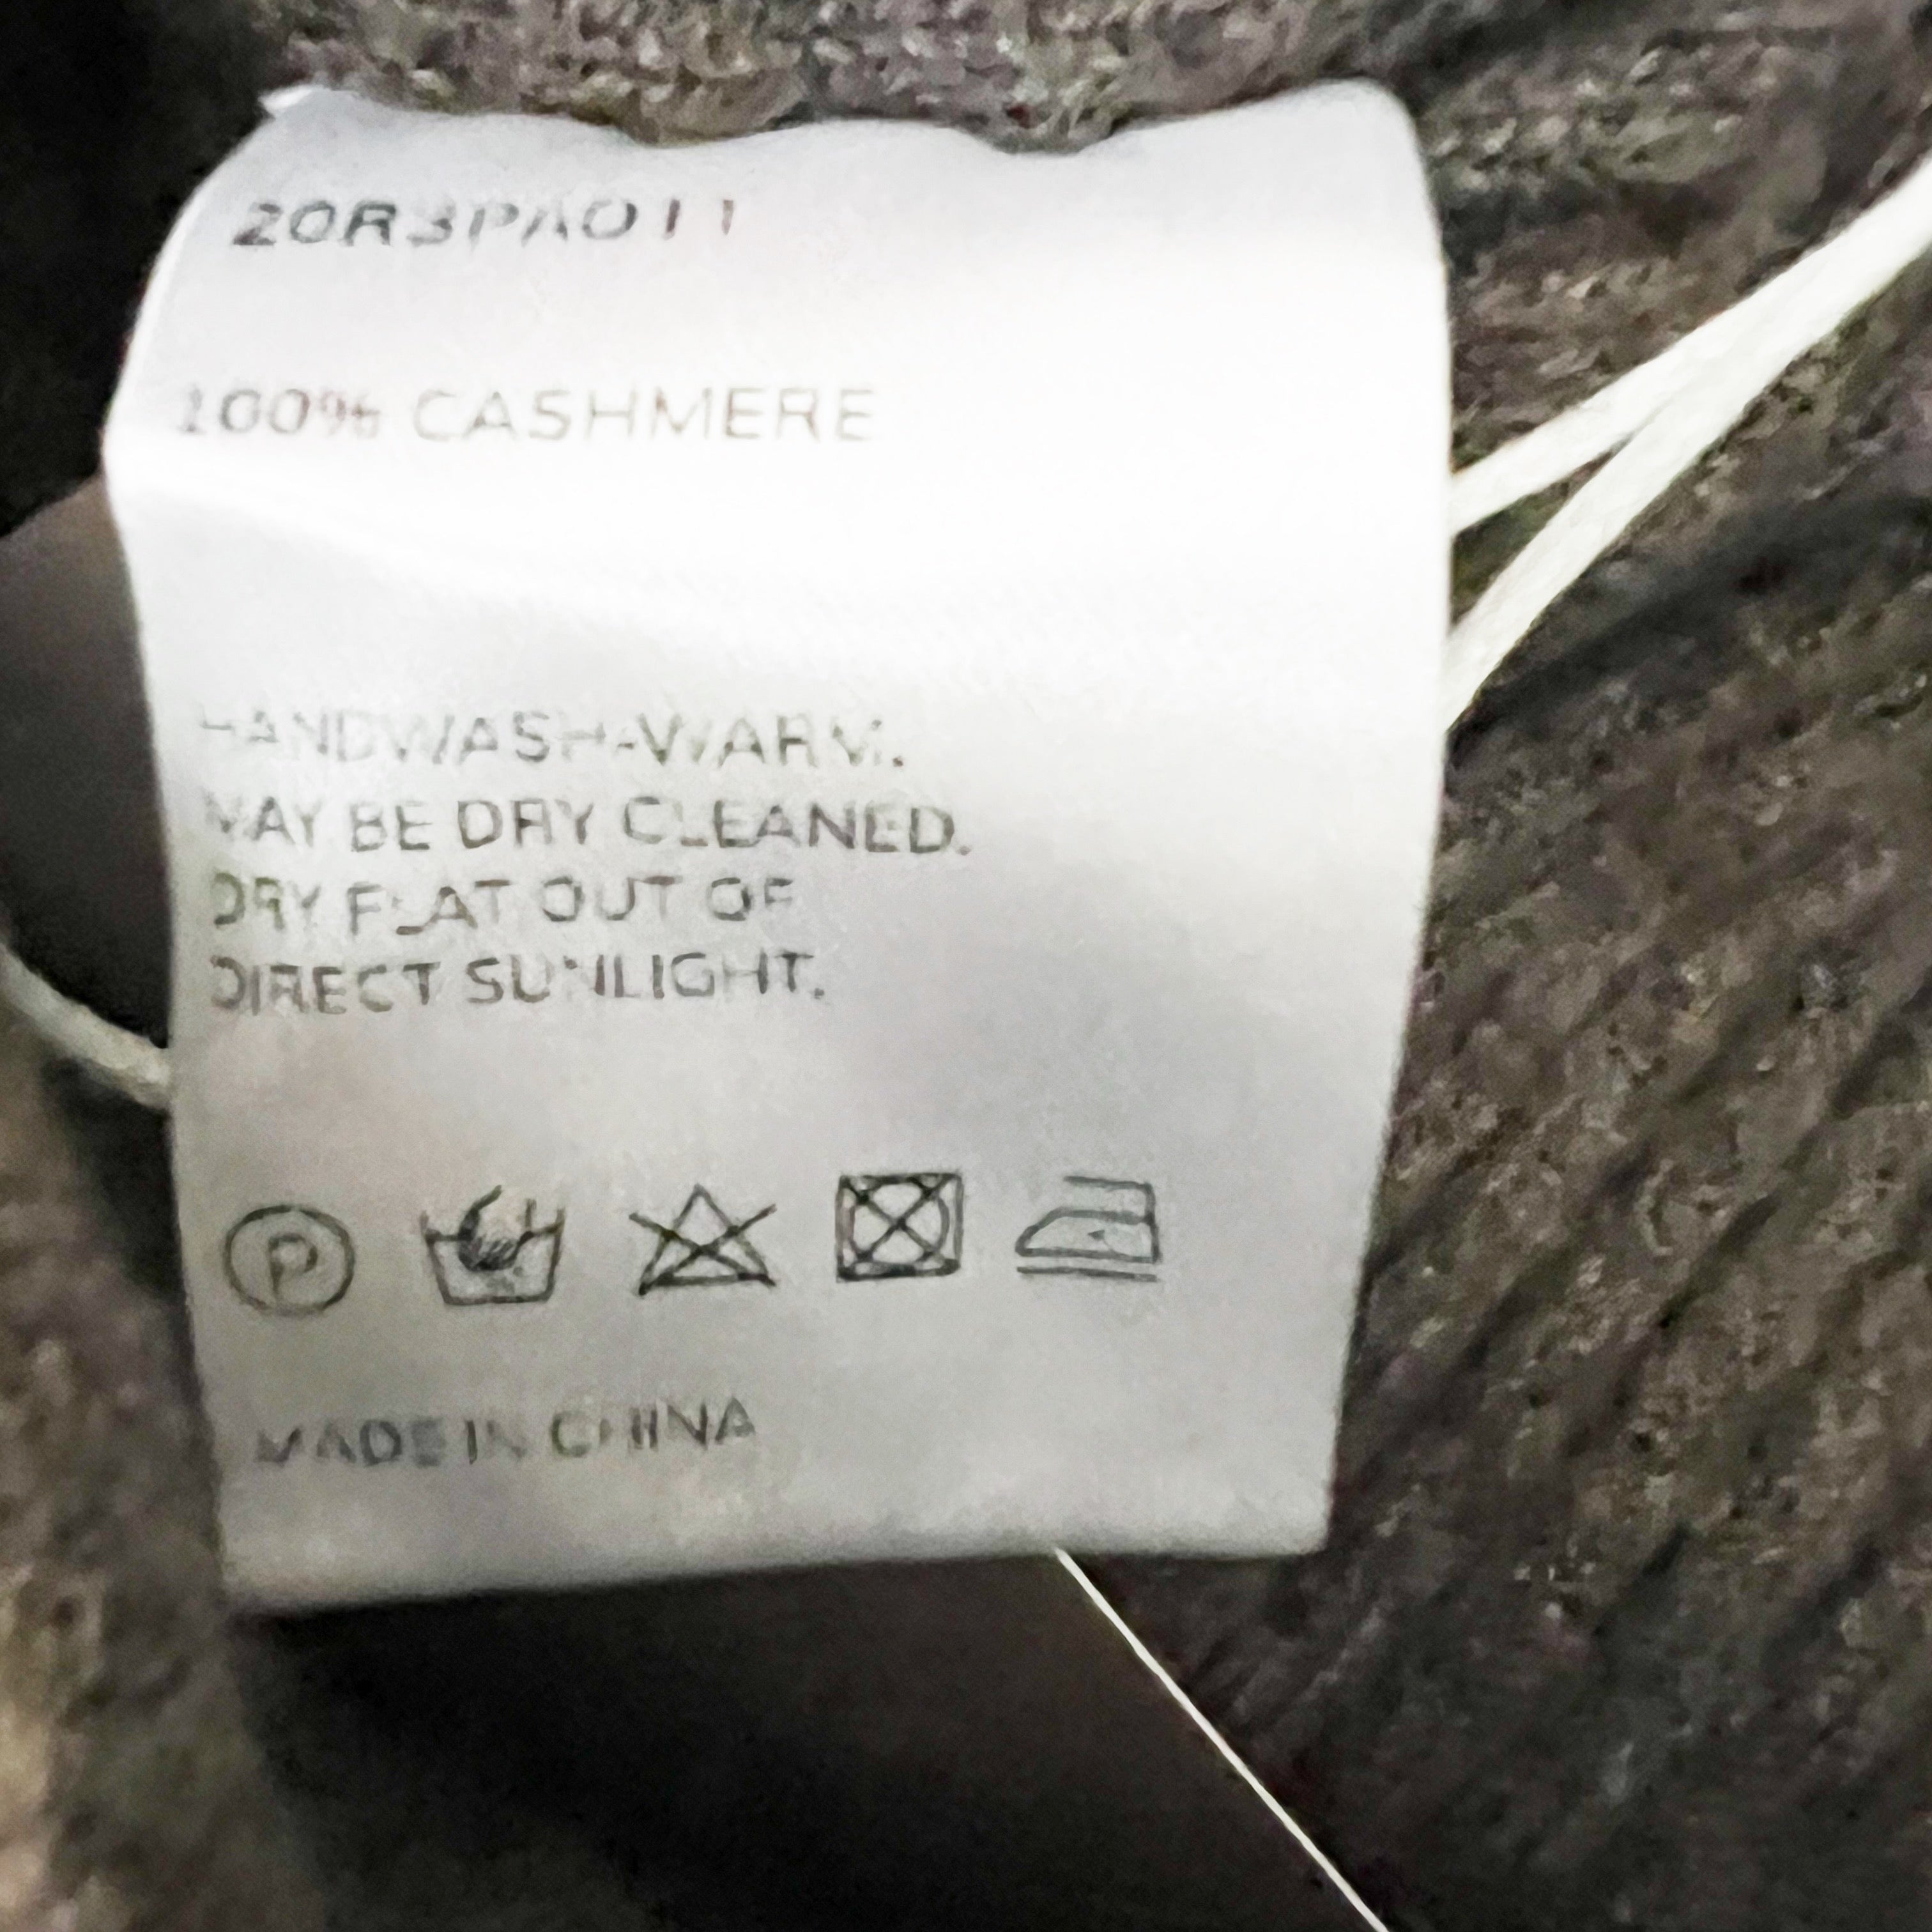 20R3PA011
100% CASHMERE
HANDWASH-WARM.
MAY BE DRY CLEANED.
DRY FLAT OUT OF
DIRECT SUNLIGHT.
P
MADE IN CHINA